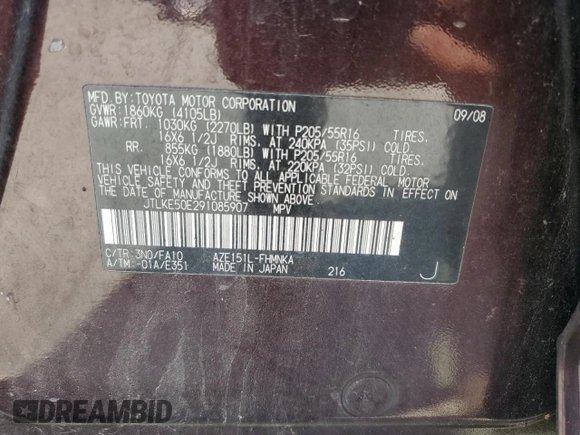 MFD.BY:TOYOTA MOTOR CORPORATION 09/08
GVWR:1860KG (4105LB)
GAWR:FRT 1030KG (2270LB) WITH P205/55R16 TIRES,
16X6 1/2J RIMS, AT 240KPA (35PSI) COLD.
RR. 855KG (1880LB) WITH P205/55R16 TIRES,
16X6 1/2J RIMS, AT 220KPA (32PSI) COLD.
THIS VEHICLE CONFORMS TO ALL APPLICABLE FEDERAL MOTOR
VEHICLE SAFETY, BUMPER, AND THEFT PREVENTION STANDARDS IN
EFFECT ON THE DATE OF MANUFACTURE SHOWN ABOVE.
JTLKE50E291085907 MPV
C/TR:3N0/FA10 AZE151L-FHMNKA
A/TM:-01A/E351 MADE IN JAPAN 216 J
DREAMBID